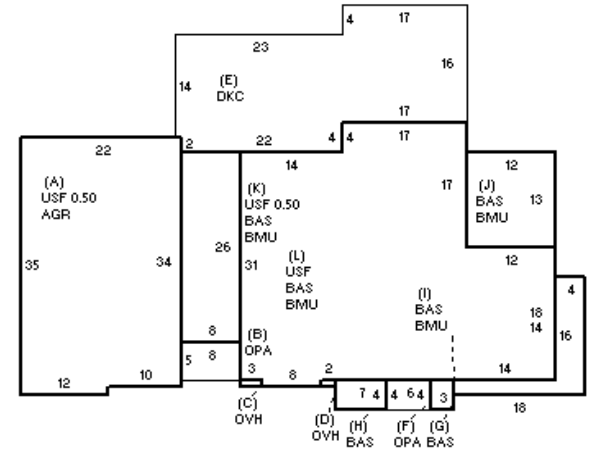 4 17
23
16
14 (E)
DKC
17
2 22 4 4 17
22 14 12
(A)
USF 0.50
AGR
(K)
USF 0.50
BAS
BMU
17
(J)
BAS
BMU
13
26
35 34 31
(L)
USF
BAS
BMU
12
(I)
BAS
BMU
4
18
14
16
8
(B)
OPA
5 8
12 10 3 8 2 14
7 4 4 6 4 3
18
(C)
OVH
(D)
OVH
(H)
BAS
(F)
OPA
(G)
BAS